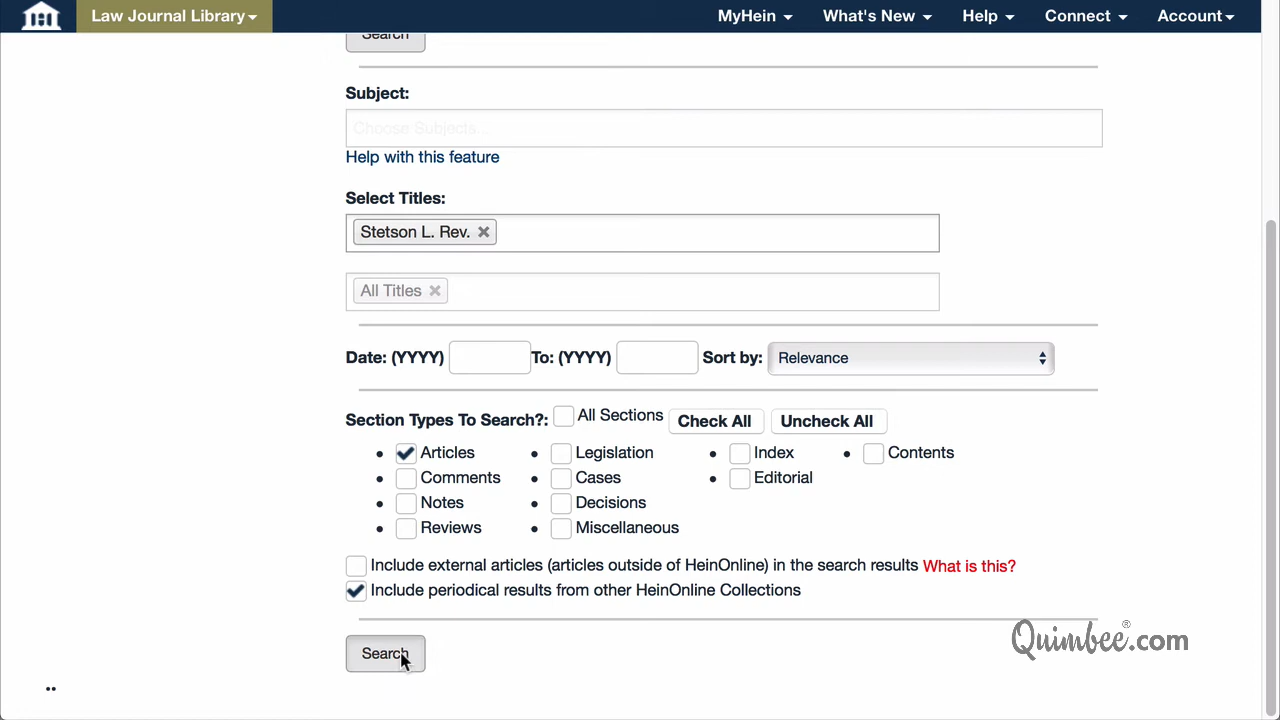 Law Journal Library
MyHein
What's New
Help
Connect
Account
Search
Subject:
Choose Subjects...
Help with this feature
Select Titles:
Stetson L. Rev.
All Titles
Date: (YYYY) To: (YYYY) Sort by: Relevance
Section Types To Search?: All Sections Check All Uncheck All
Articles Legislation Index Contents
Comments Cases Editorial
Notes Decisions
Reviews Miscellaneous
Include external articles (articles outside of HeinOnline) in the search results What is this?
Include periodical results from other HeinOnline Collections
Search
Quimbee®.com